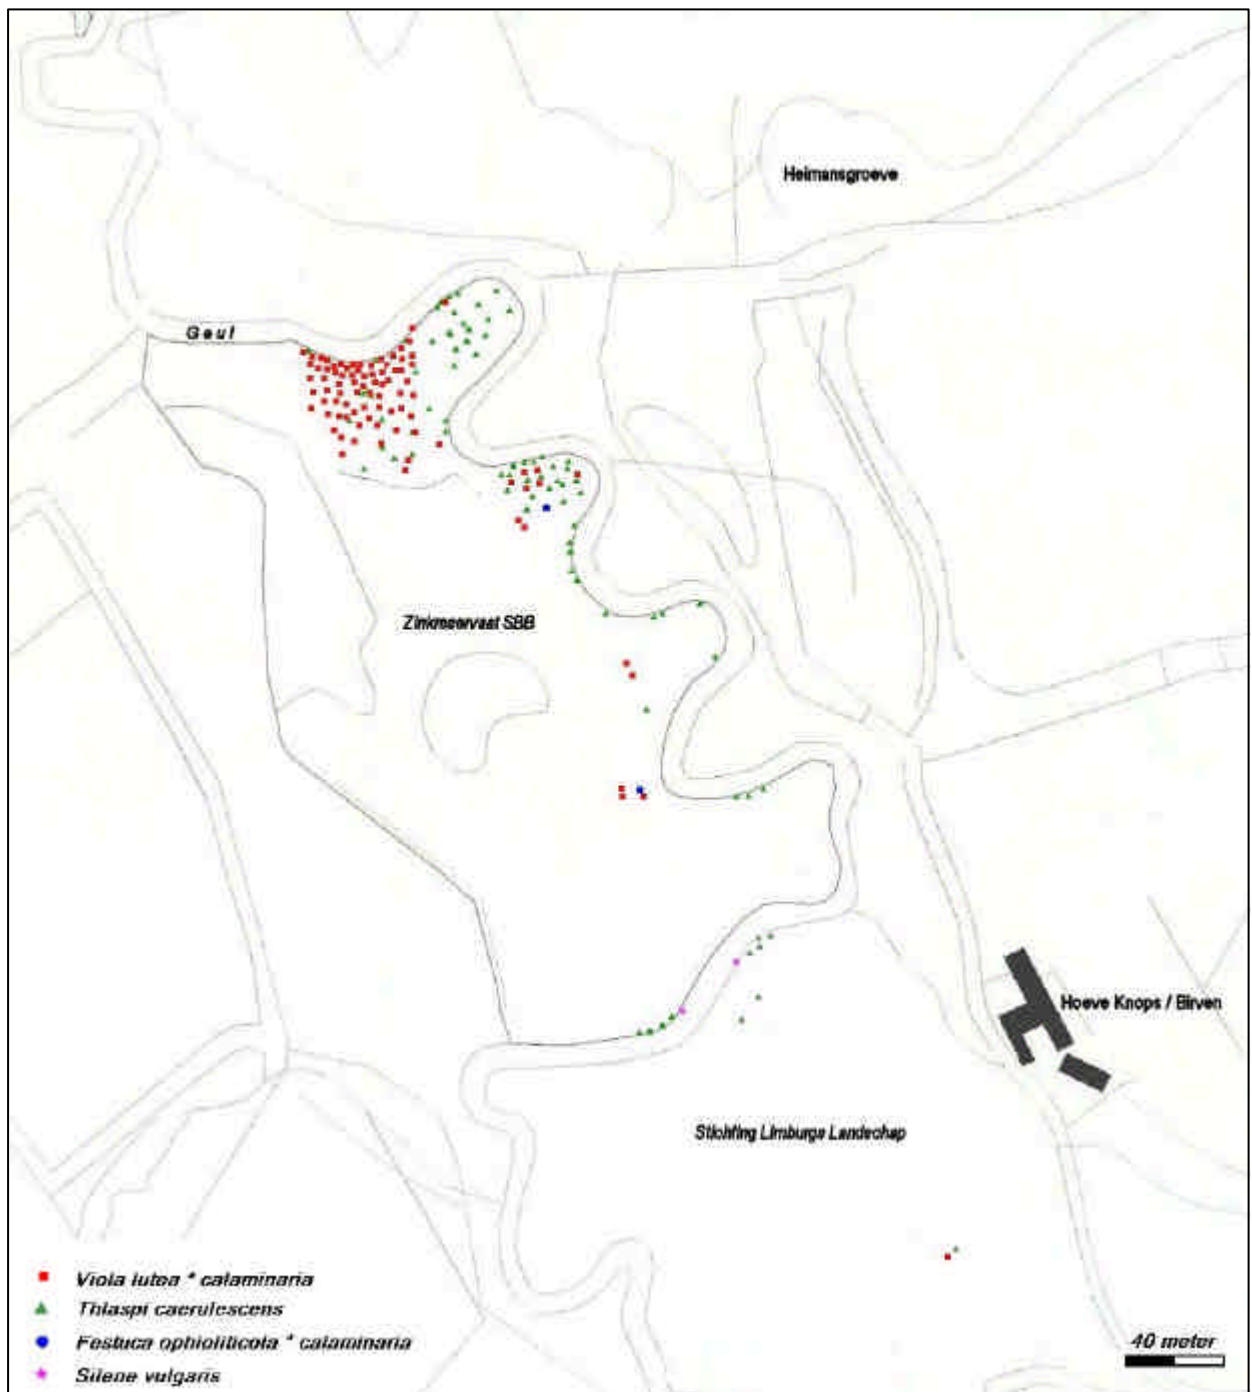 Heimansgroeve
Geul
Zinkreservaat SBB
Hoeve Knops / Birven
Stichting Limburgs Landschap
Viola lutea * calaminaria
Thlaspi caerulescens
Festuca ophioliticola * calaminaria
Silene vulgaris
40 meter